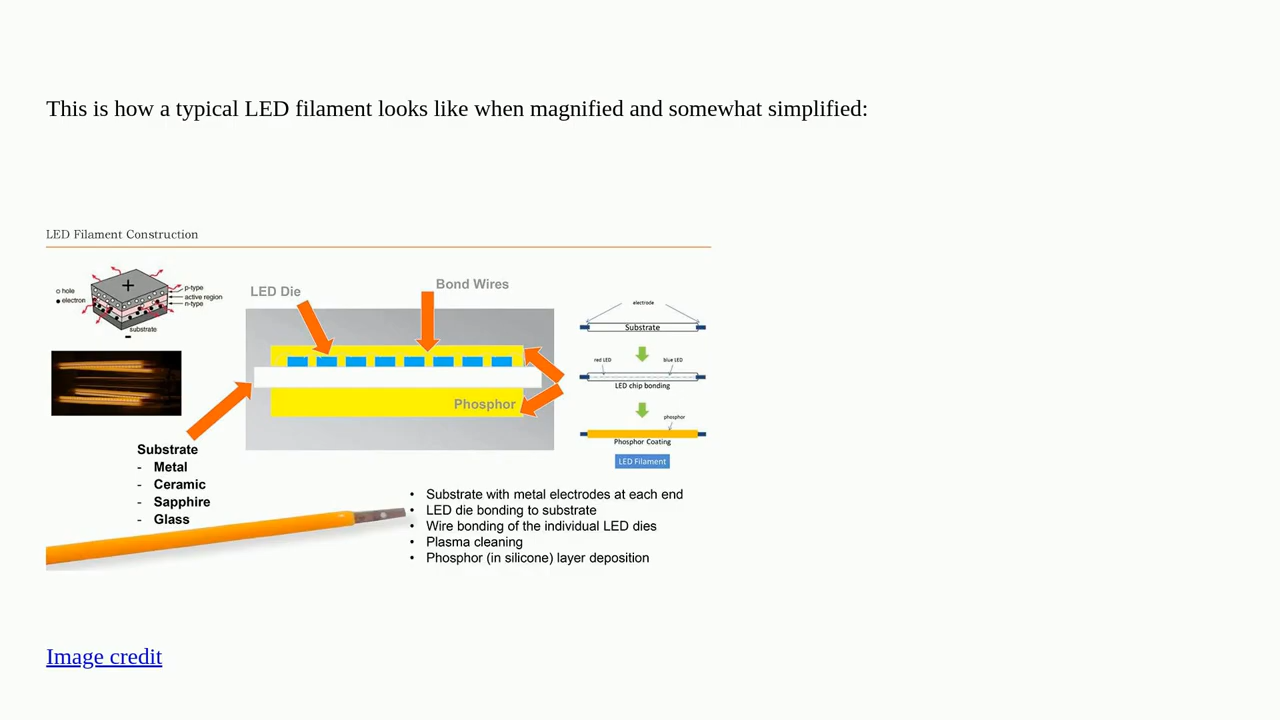 This is how a typical LED filament looks like when magnified and somewhat simplified:
LED Filament Construction
hole
electron
+
p-type
active region
n-type
substrate
-
LED Die
Bond Wires
Phosphor
Substrate
- Metal
- Ceramic
- Sapphire
- Glass
electrode
Substrate
red LED
blue LED
LED chip bonding
phosphor
Phosphor Coating
LED Filament
• Substrate with metal electrodes at each end
• LED die bonding to substrate
• Wire bonding of the individual LED dies
• Plasma cleaning
• Phosphor (in silicone) layer deposition
Image credit